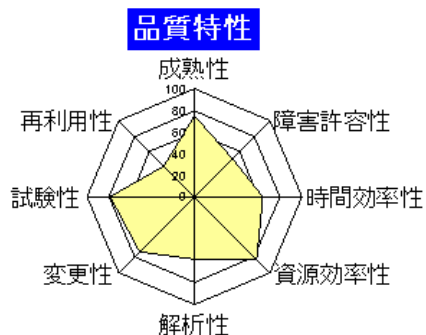 品質特性
成熟性
100
80
60
40
20
0
再利用性
障害許容性
試験性
時間効率性
変更性
資源効率性
解析性